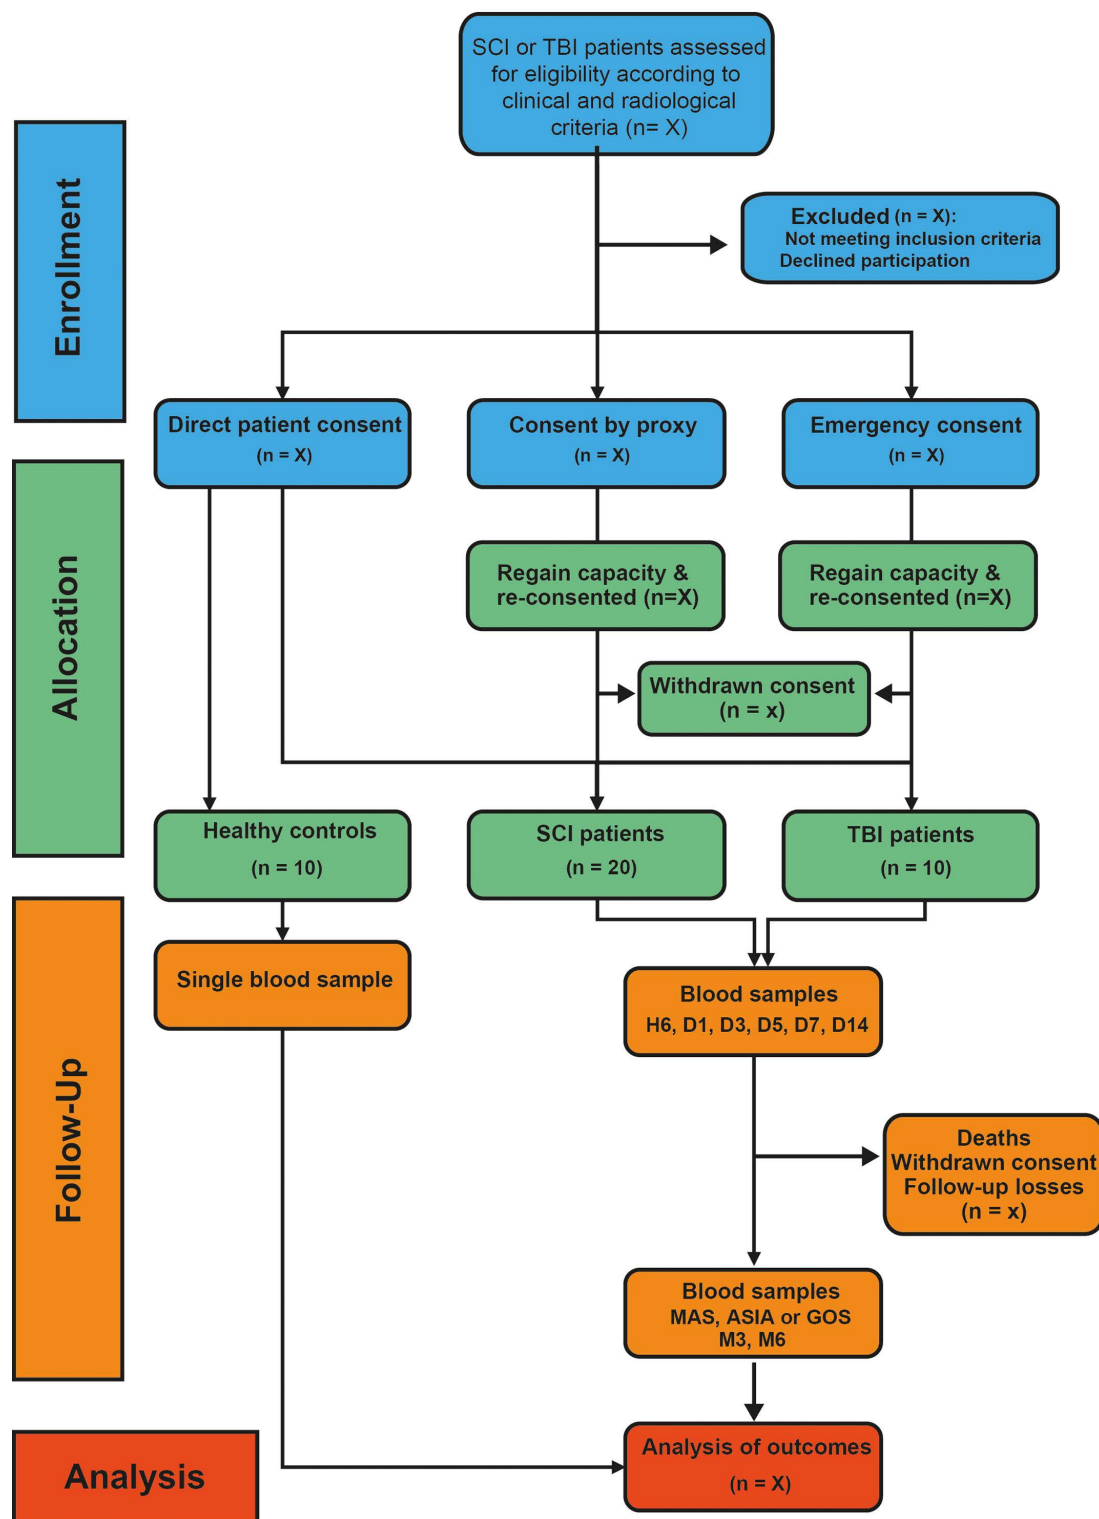 SCI or TBI patients assessed
for eligibility according to
clinical and radiological
criteria (n= X)
Enrollment
Excluded (n = X):
Not meeting inclusion criteria
Declined participation
Direct patient consent
(n = X)
Consent by proxy
(n = X)
Emergency consent
(n = X)
Allocation
Regain capacity &
re-consented (n=X)
Regain capacity &
re-consented (n=X)
Withdrawn consent
(n = x)
Healthy controls
(n = 10)
SCI patients
(n = 20)
TBI patients
(n = 10)
Follow-Up
Single blood sample
Blood samples
H6, D1, D3, D5, D7, D14
Deaths
Withdrawn consent
Follow-up losses
(n = x)
Blood samples
MAS, ASIA or GOS
M3, M6
Analysis
Analysis of outcomes
(n = X)